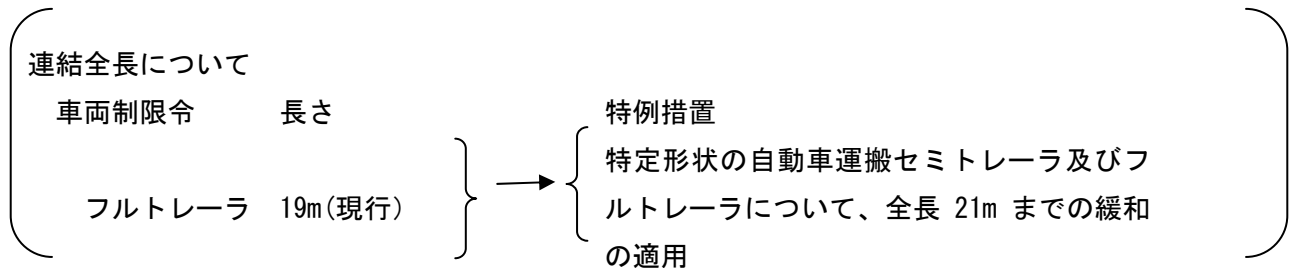 連結全長について
車両制限令 長さ 特例措置
特定形状の自動車運搬セミトレーラ及びフ
フルトレーラ 19m(現行) ルトレーラについて、全長 21m までの緩和
の適用